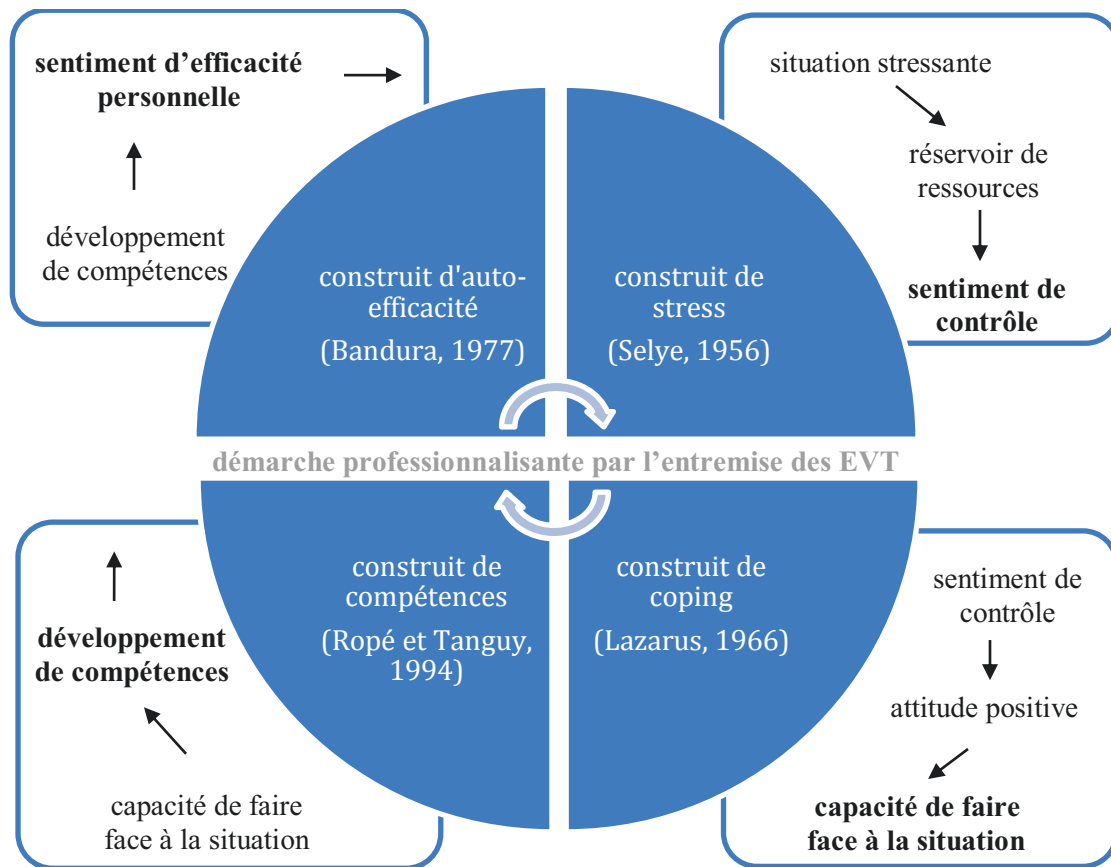 sentiment d’efficacité
personnelle
développement
de compétences
situation stressante
réservoir de
ressources
sentiment de
contrôle
construit d'auto-
efficacité
(Bandura, 1977)
construit de
stress
(Selye, 1956)
démarche professionnalisante par l’entremise des EVT
construit de
compétences
(Ropé et Tanguy,
1994)
construit de
coping
(Lazarus, 1966)
développement
de compétences
capacité de faire
face à la situation
sentiment de
contrôle
attitude positive
capacité de faire
face à la situation